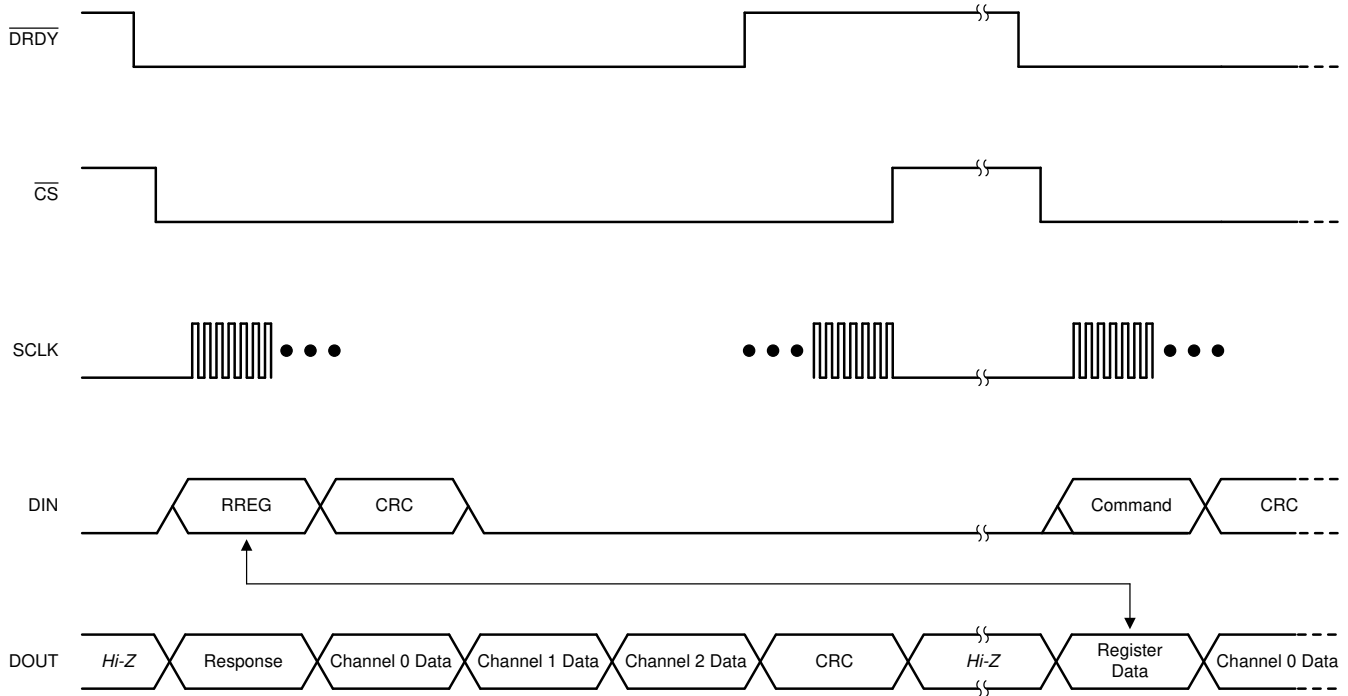 DRDY
CS
SCLK
DIN
RREG
CRC
Command
CRC
DOUT
Hi-Z
Response
Channel 0 Data
Channel 1 Data
Channel 2 Data
CRC
Hi-Z
Register
Data
Channel 0 Data